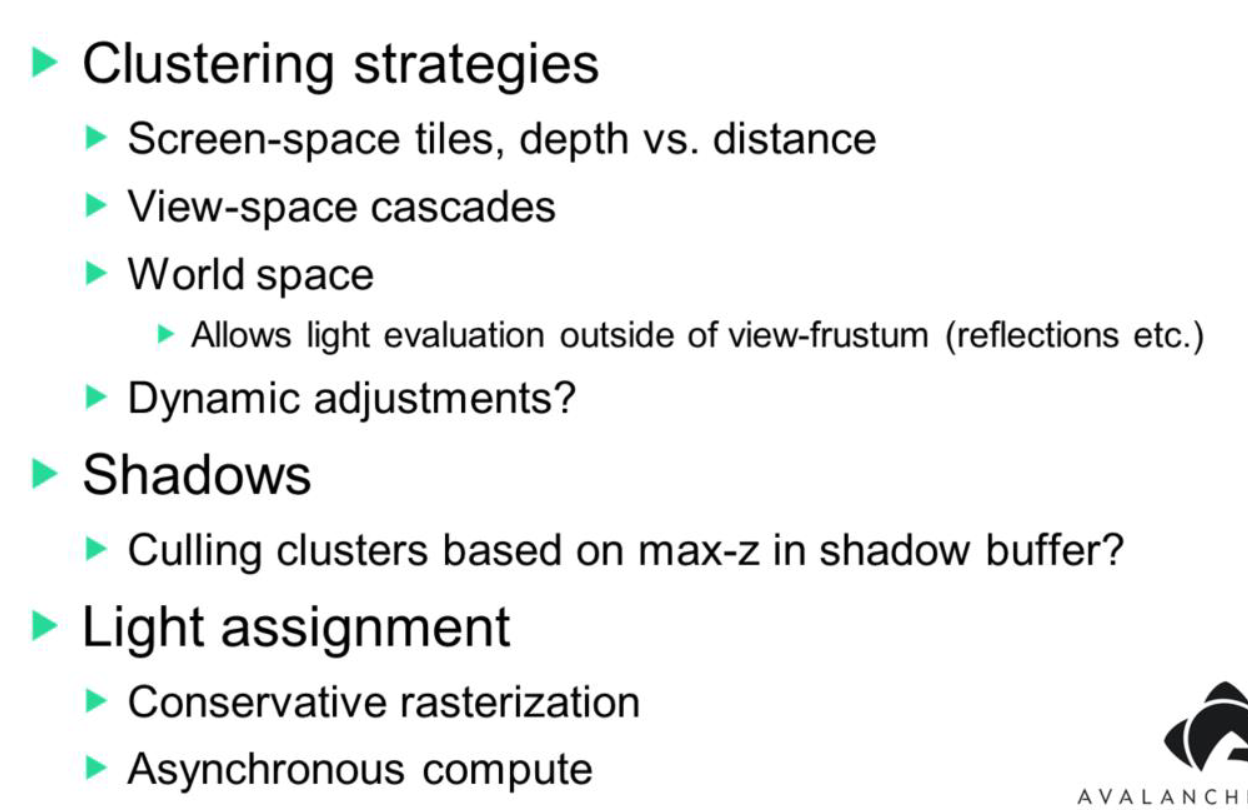 Clustering strategies
Screen-space tiles, depth vs. distance
View-space cascades
World space
Allows light evaluation outside of view-frustum (reflections etc.)
Dynamic adjustments?
Shadows
Culling clusters based on max-z in shadow buffer?
Light assignment
Conservative rasterization
Asynchronous compute
AVALANCH